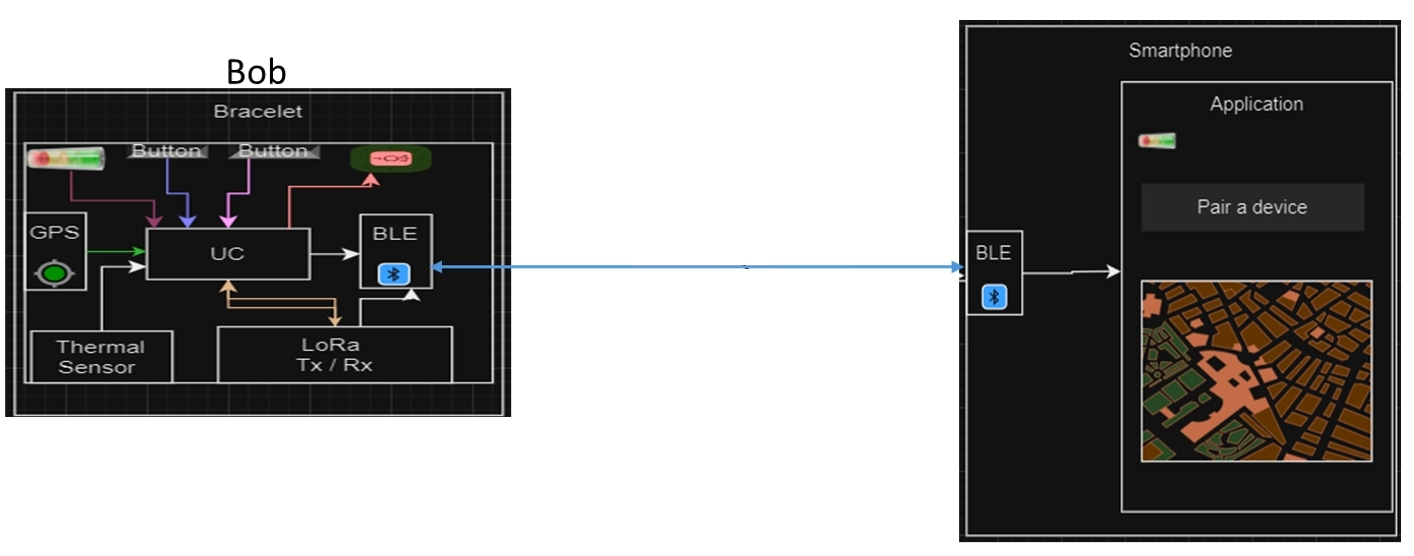 Bob
Bracelet
Button
Button
GPS
UC
BLE
Thermal
Sensor
LoRa
Tx / Rx
Smartphone
Application
Pair a device
BLE